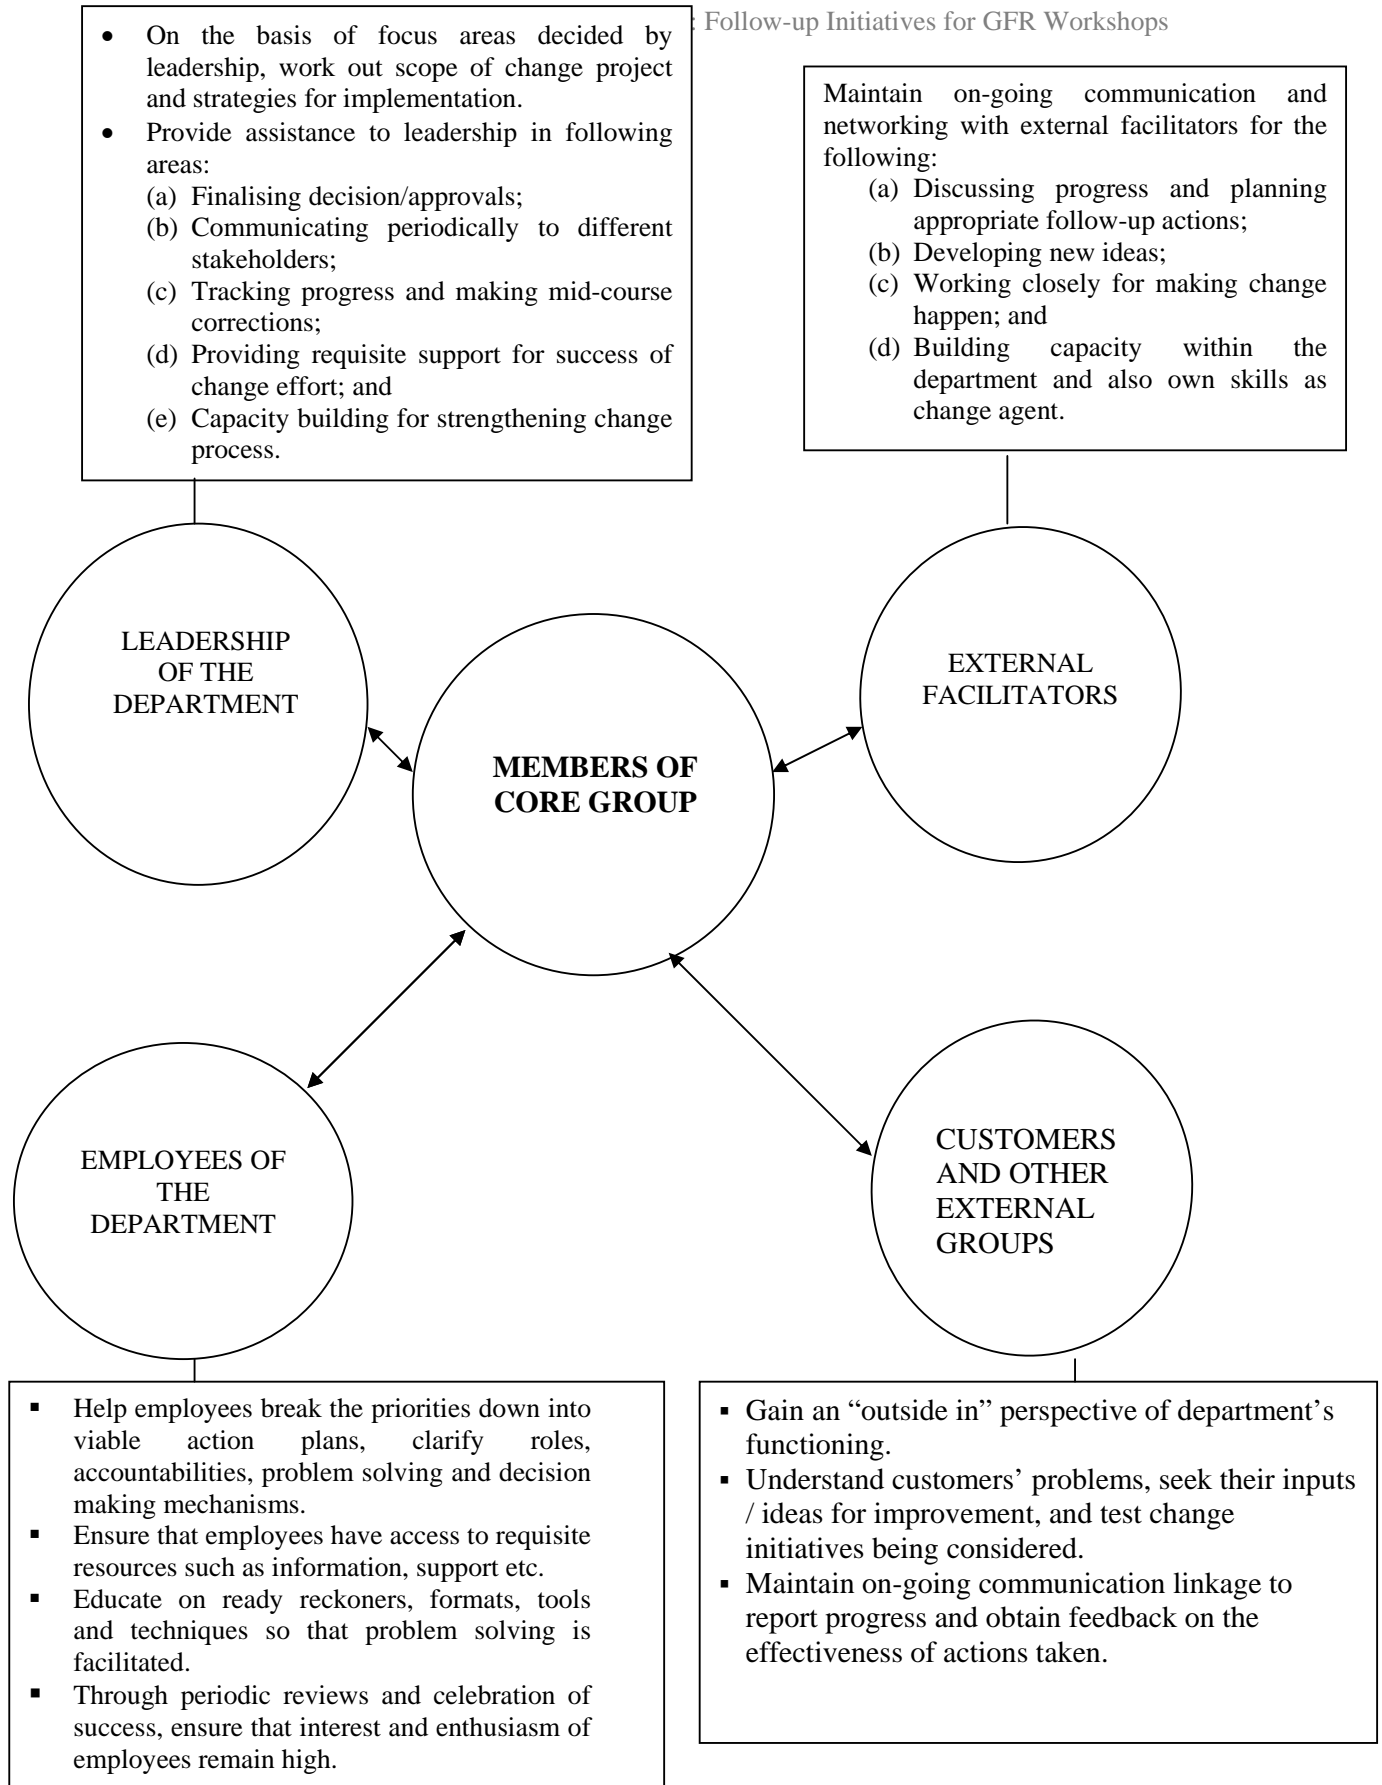 : Follow-up Initiatives for GFR Workshops
• On the basis of focus areas decided by
leadership, work out scope of change project
and strategies for implementation.
• Provide assistance to leadership in following
areas:
(a) Finalising decision/approvals;
(b) Communicating periodically to different
stakeholders;
(c) Tracking progress and making mid-course
corrections;
(d) Providing requisite support for success of
change effort; and
(e) Capacity building for strengthening change
process.
Maintain on-going communication and
networking with external facilitators for the
following:
(a) Discussing progress and planning
appropriate follow-up actions;
(b) Developing new ideas;
(c) Working closely for making change
happen; and
(d) Building capacity within the
department and also own skills as
change agent.
LEADERSHIP
OF THE
DEPARTMENT
EXTERNAL
FACILITATORS
MEMBERS OF
CORE GROUP
EMPLOYEES OF
THE
DEPARTMENT
CUSTOMERS
AND OTHER
EXTERNAL
GROUPS
▪ Help employees break the priorities down into
viable action plans, clarify roles,
accountabilities, problem solving and decision
making mechanisms.
▪ Ensure that employees have access to requisite
resources such as information, support etc.
▪ Educate on ready reckoners, formats, tools
and techniques so that problem solving is
facilitated.
▪ Through periodic reviews and celebration of
success, ensure that interest and enthusiasm of
employees remain high.
▪ Gain an “outside in” perspective of department’s
functioning.
▪ Understand customers’ problems, seek their inputs
/ ideas for improvement, and test change
initiatives being considered.
▪ Maintain on-going communication linkage to
report progress and obtain feedback on the
effectiveness of actions taken.